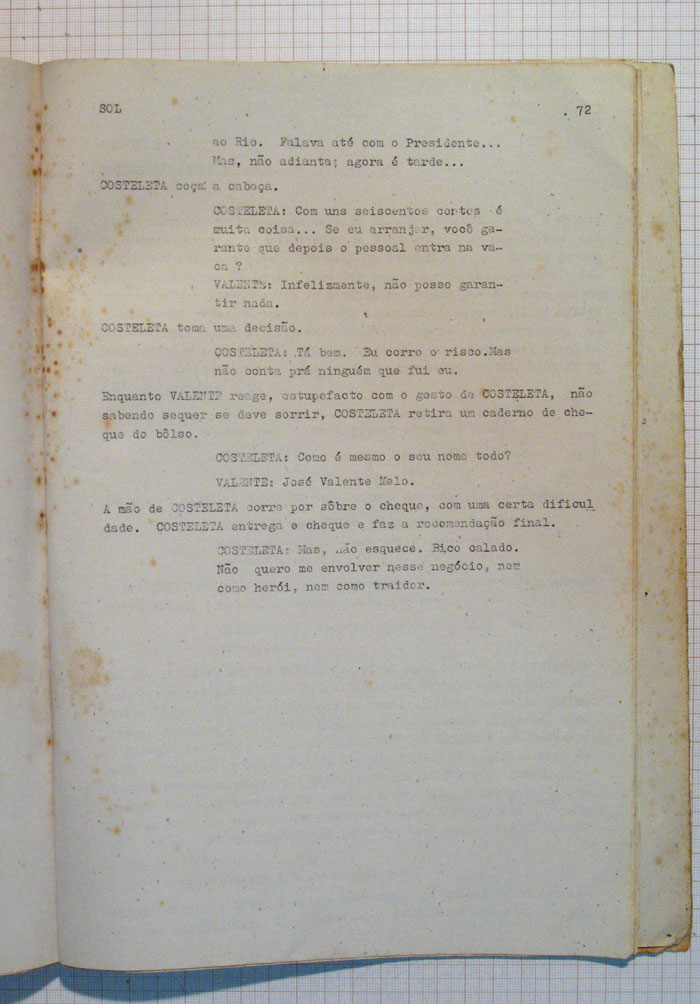 SOL 72
ao Rio. Falava até com o Presidente...
Mas, não adianta; agora é tarde...
COSTELETA coça a cabeça.
COSTELETA: Com uns seiscentos contos é
muita coisa... Se eu arranjar, você ga-
rante que depois o pessoal entra na va-
ca ?
VALENTE: Infelizmente, não posso garan-
tir nada.
COSTELETA toma uma decisão.
COSTELETA: Tá bem. Eu corro o risco.Mas
não conta prá ninguém que fui eu.
Enquanto VALENTE reage, estupefacto com o gesto de COSTELETA, não
sabendo sequer se deve sorrir, COSTELETA retira um caderno de che-
que do bôlso.
COSTELETA: Como é mesmo o seu nome todo?
VALENTE: José Valente Melo.
A mão de COSTELETA corre por sôbre o cheque, com uma certa dificul
dade. COSTELETA entrega o cheque e faz a recomendação final.
COSTELETA: Mas, não esquece. Bico calado.
Não quero me envolver nesse negócio, nem
como herói, nem como traidor.